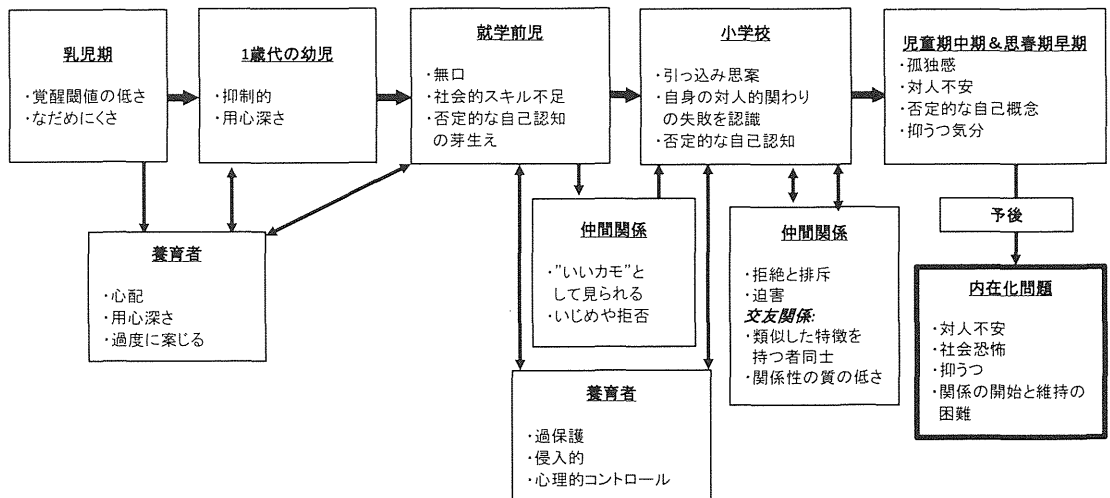 乳児期
・覚醒閾値の低さ
・なだめにくさ
1歳代の幼児
・抑制的
・用心深さ
就学前児
・無口
・社会的スキル不足
・否定的な自己認知
の芽生え
小学校
・引っ込み思案
・自身の対人的関わり
の失敗を認識
・否定的な自己認知
児童期中期&思春期早期
・孤独感
・対人不安
・否定的な自己概念
・抑うつ気分
養育者
・心配
・用心深さ
・過度に案じる
仲間関係
・”いいカモ”と
して見られる
・いじめや拒否
仲間関係
・拒絶と排斥
・迫害
交友関係:
・類似した特徴を
持つ者同士
・関係性の質の低さ
予後
内在化問題
・対人不安
・社会恐怖
・抑うつ
・関係の開始と維持の
困難
養育者
・過保護
・侵入的
・心理的コントロール